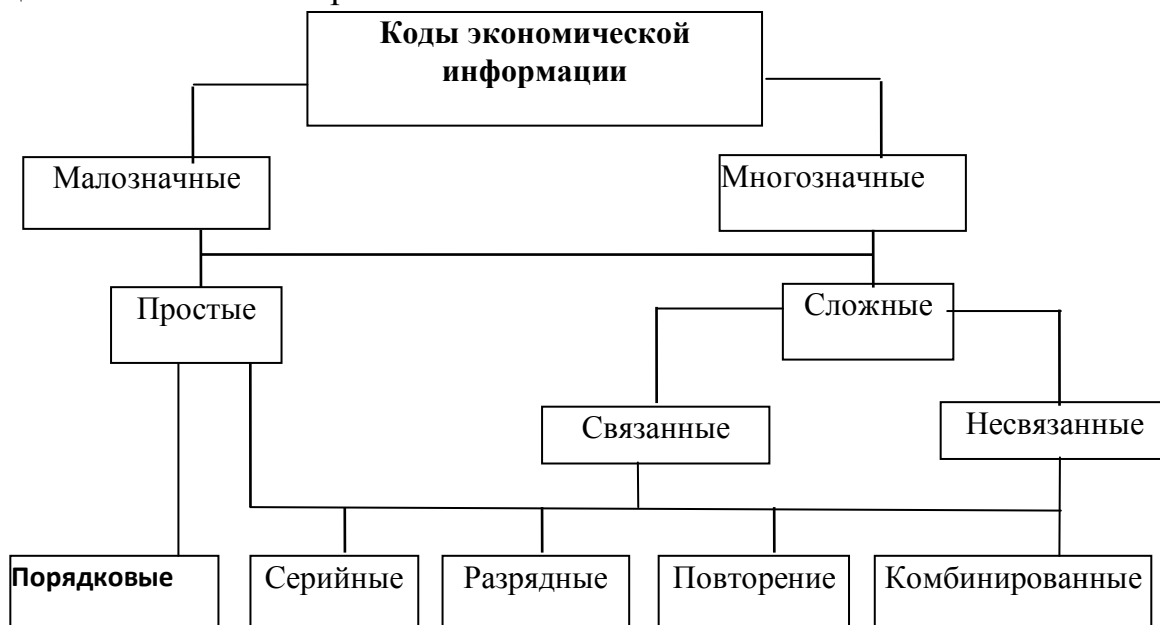 Коды экономической
информации
Малозначные
Многозначные
Простые
Сложные
Связанные
Несвязанные
Порядковые
Серийные
Разрядные
Повторение
Комбинированные